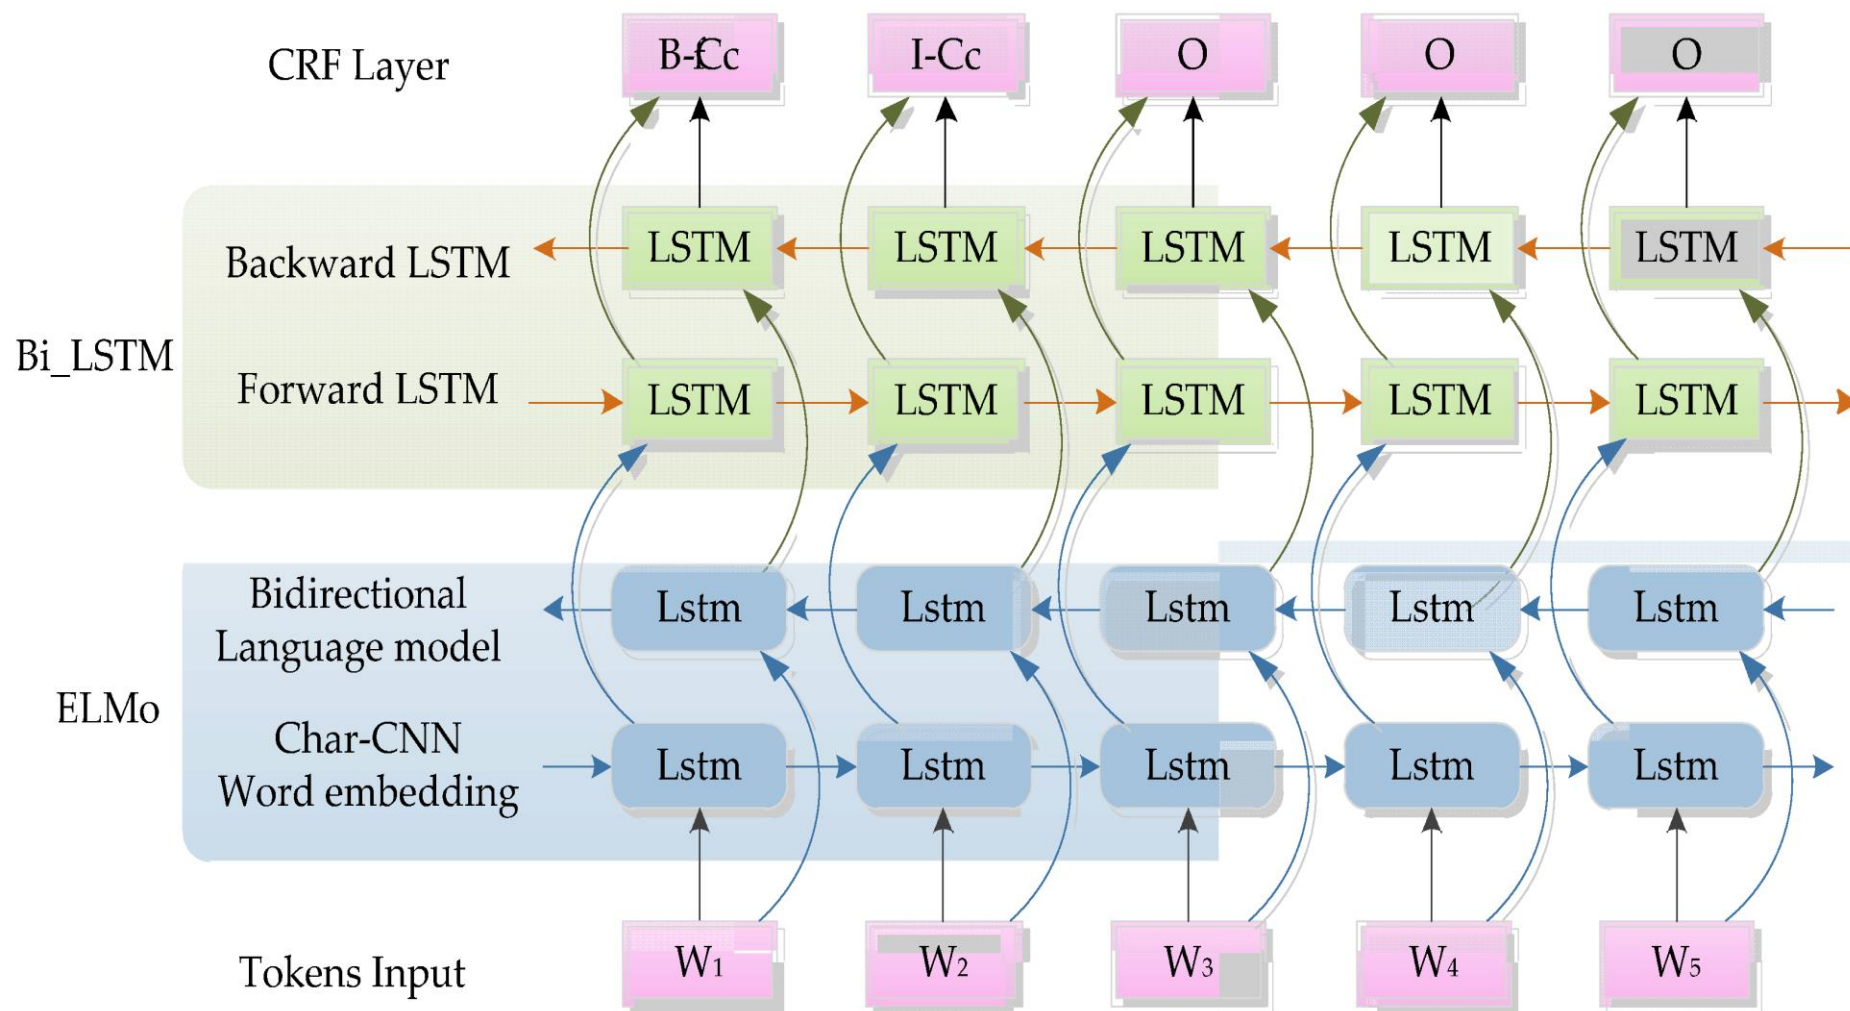 CRF Layer
B-fCc I-Cc O O O
Backward LSTM
LSTM LSTM LSTM LSTM LSTM
Bi_LSTM
Forward LSTM
LSTM LSTM LSTM LSTM LSTM
Bidirectional
Language model
Lstm Lstm Lstm Lstm Lstm
ELMo
Char-CNN
Word embedding
Lstm Lstm Lstm Lstm Lstm
Tokens Input
W1 W2 W3 W4 W5